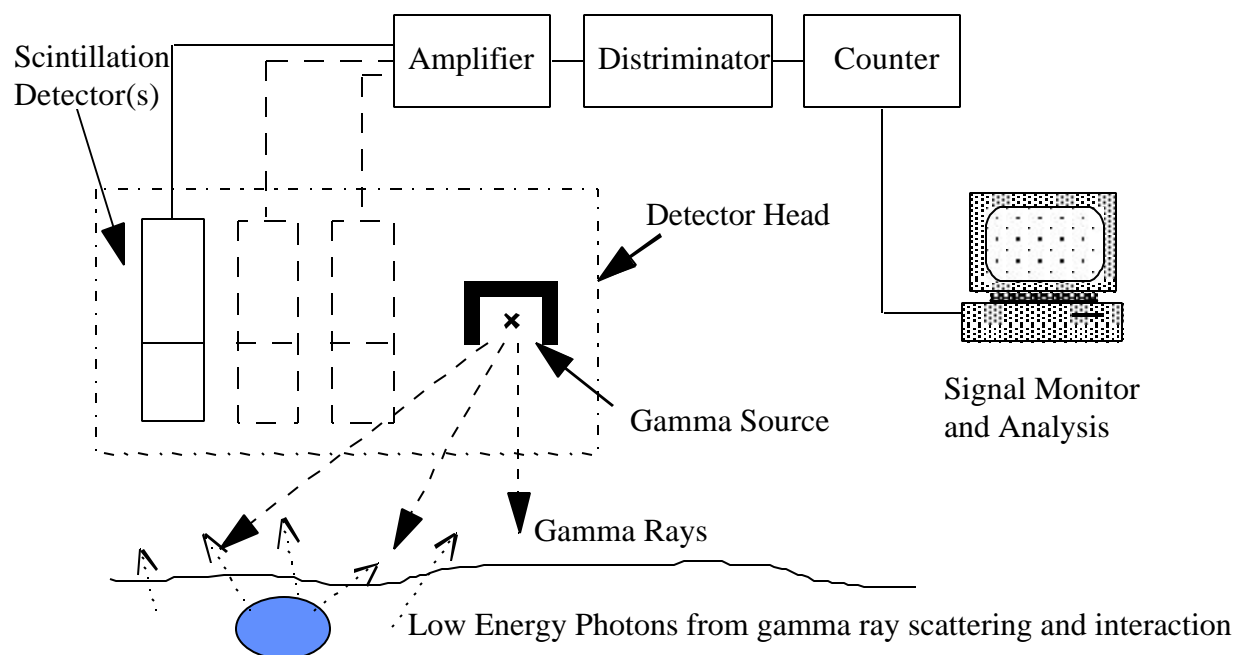 Scintillation
Detector(s)
Amplifier
Distriminator
Counter
Detector Head
Gamma Source
Signal Monitor
and Analysis
Gamma Rays
Low Energy Photons from gamma ray scattering and interaction